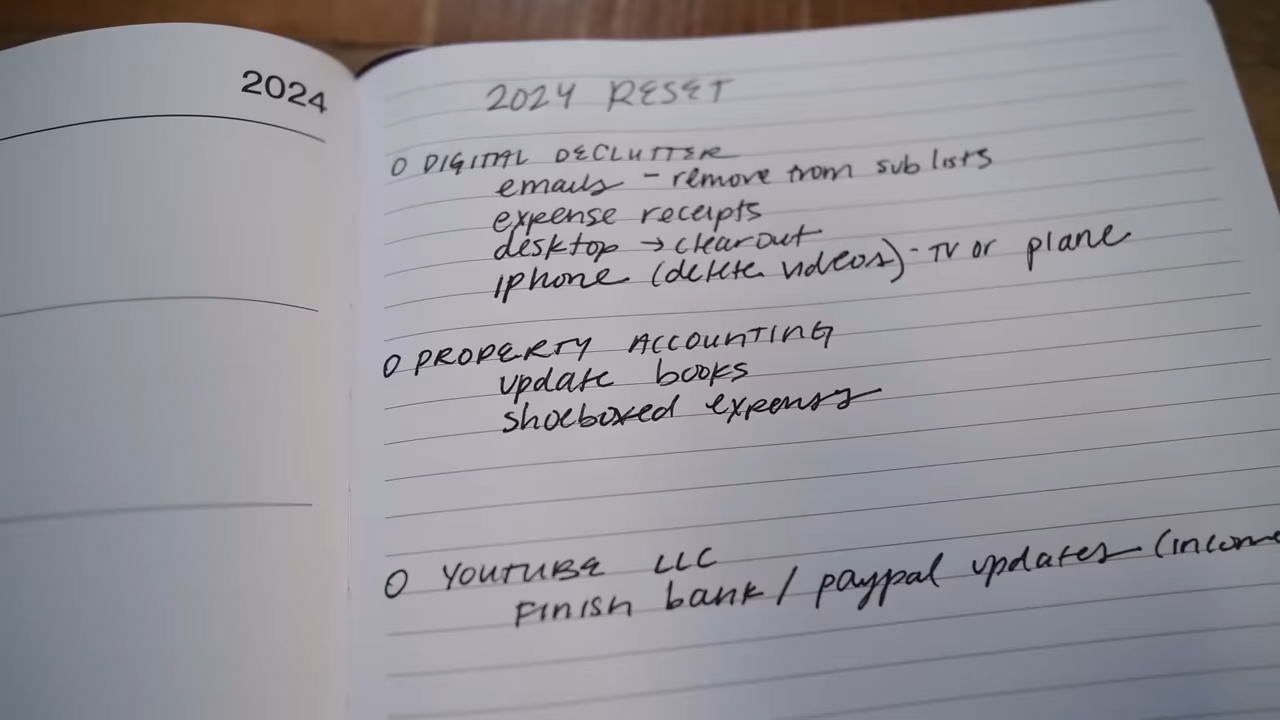 2024
2024 RESET
O DIGITAL DECLUTTER
emails - remove from sub lists
expense receipts
desktop → clear out
iphone (delete videos) - TV or plane
O PROPERTY ACCOUNTING
update books
shoeboxed expenses
O YOUTUBE LLC
FINISH bank / paypal updates (income